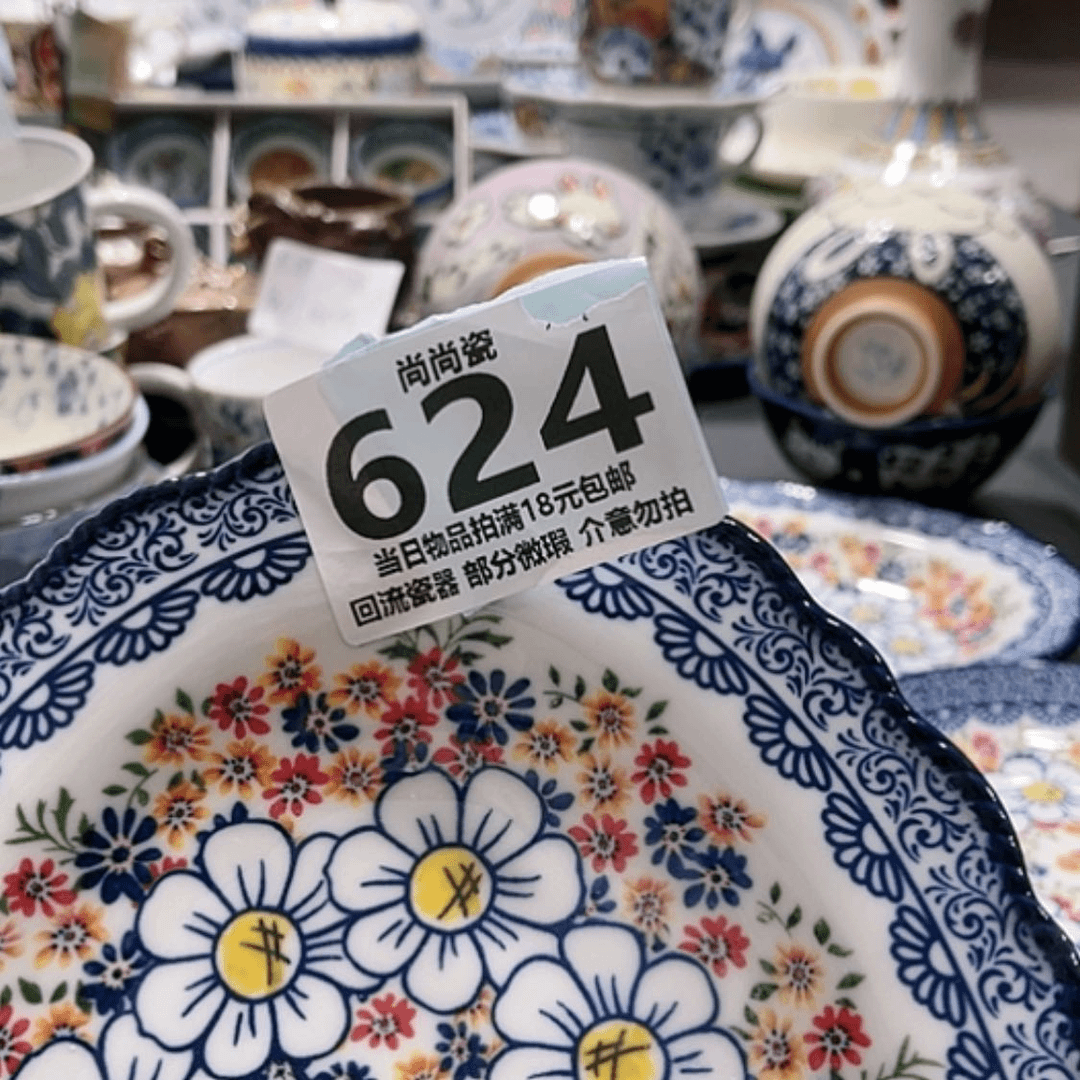 尚尚瓷
624
当日物品拍满18元包邮
回流瓷器 部分微瑕 介意勿拍